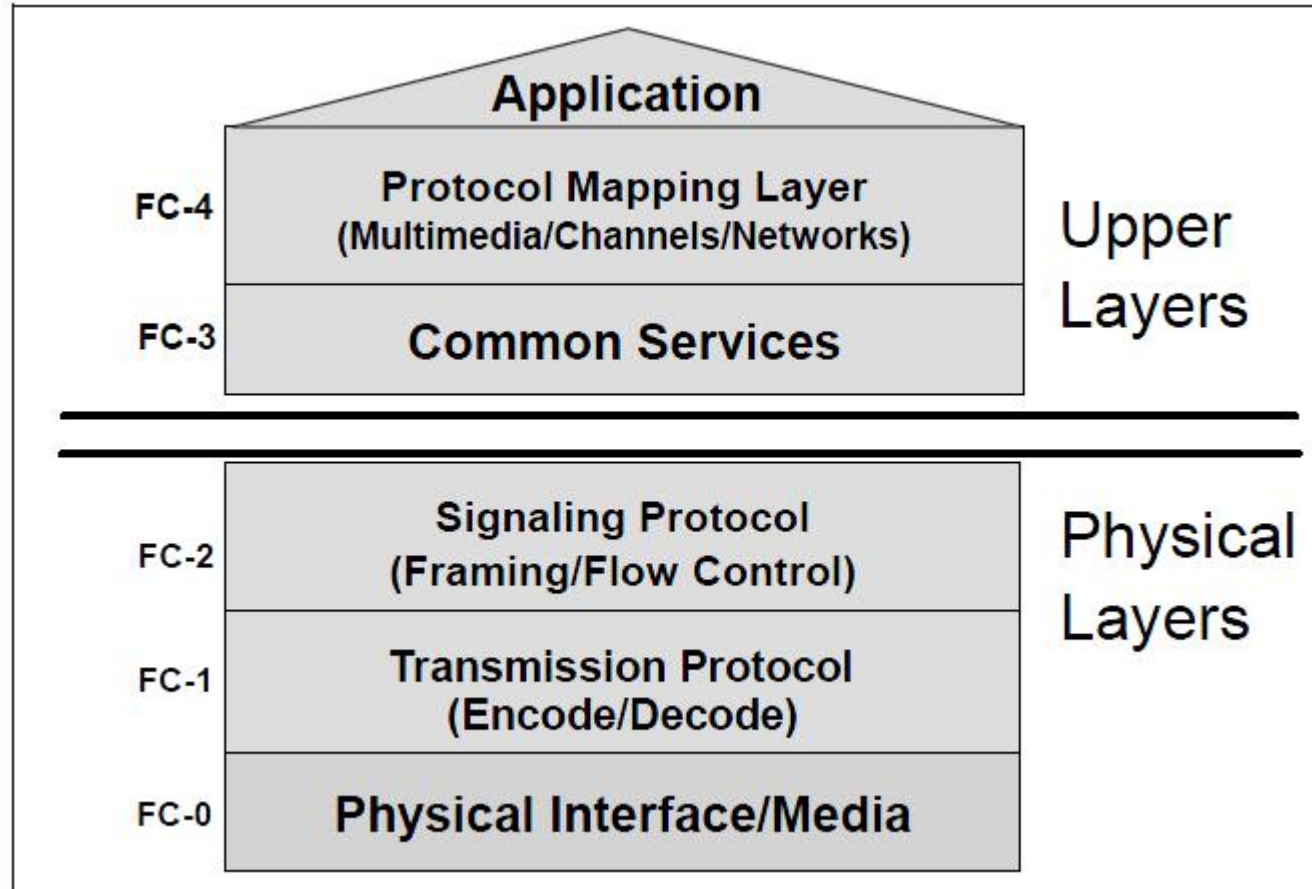 Application
FC-4
Protocol Mapping Layer
(Multimedia/Channels/Networks)
Upper
Layers
FC-3
Common Services
FC-2
Signaling Protocol
(Framing/Flow Control)
Physical
Layers
FC-1
Transmission Protocol
(Encode/Decode)
FC-0
Physical Interface/Media